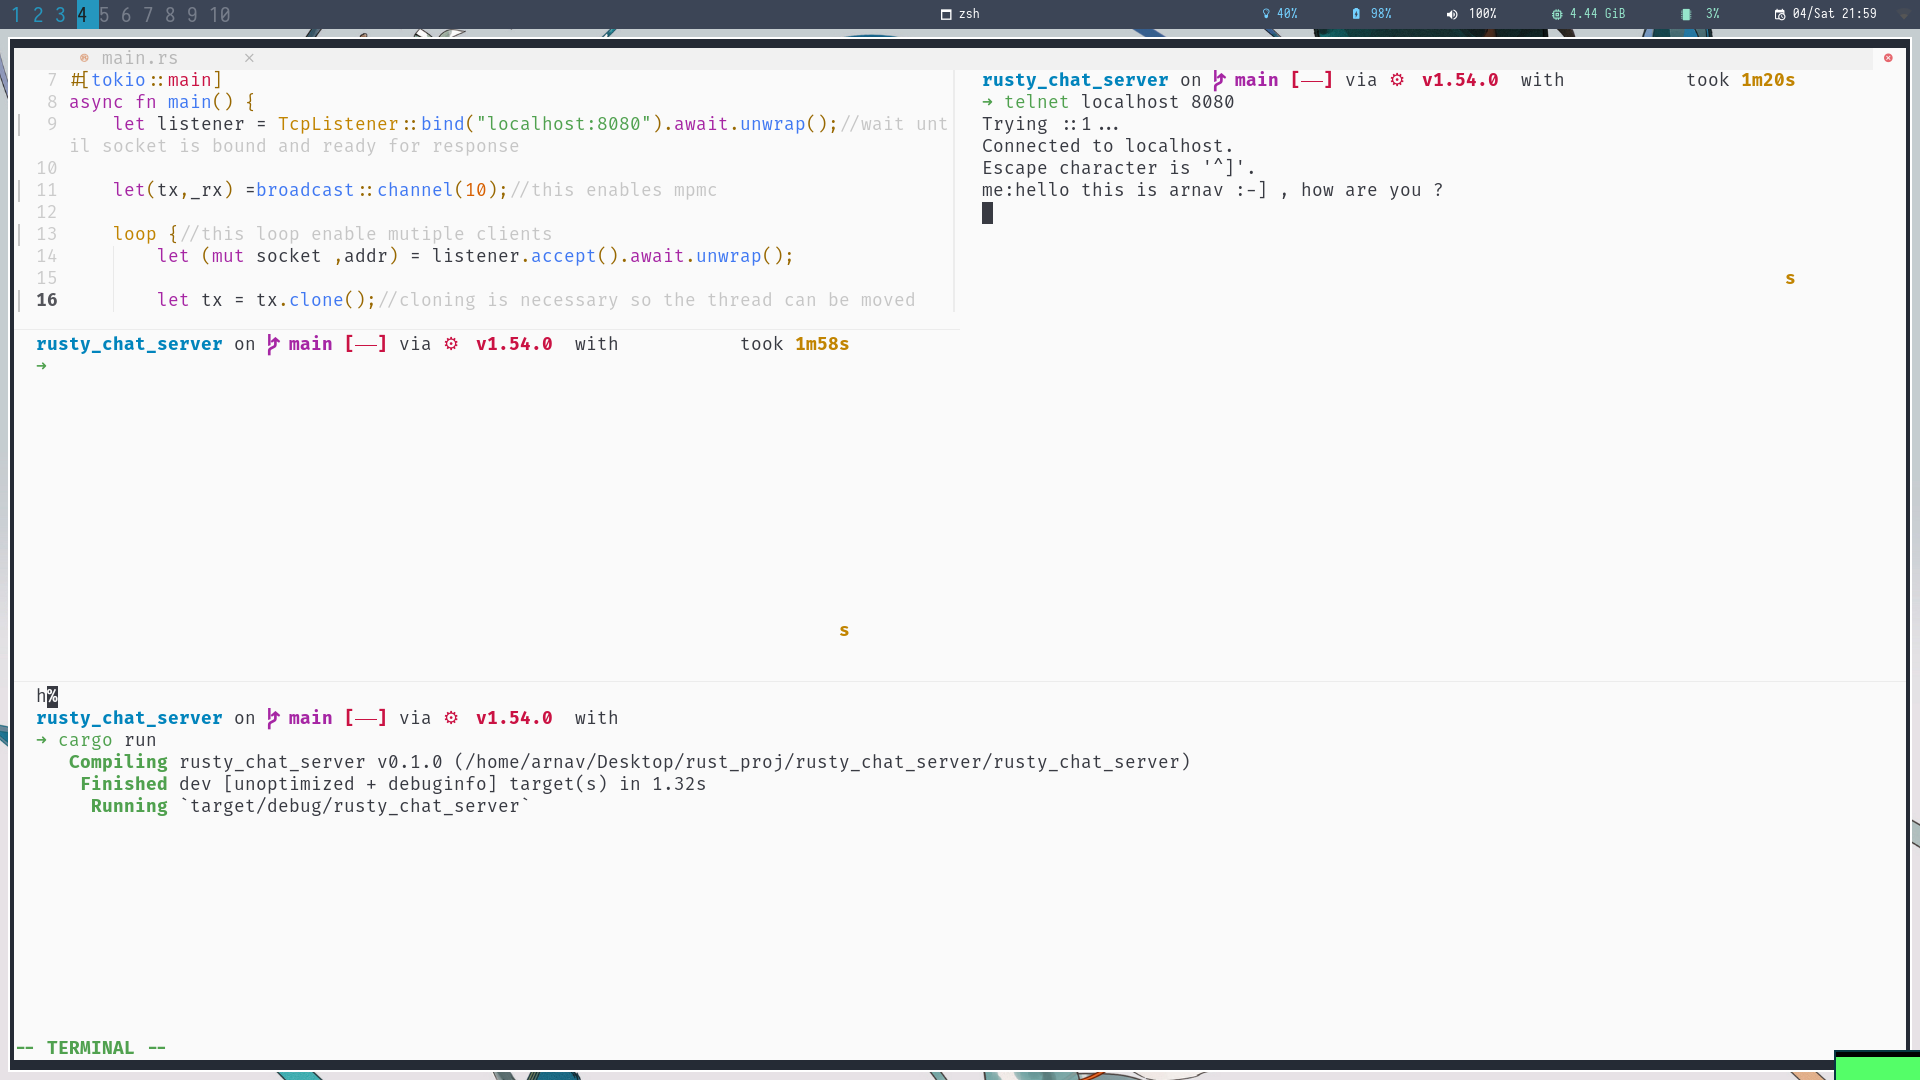 1 2 3 4 5 6 7 8 9 10
zsh
40% 98% 100% 4.44 GiB 3% 04/Sat 21:59
main.rs ×
7 #[tokio::main]
8 async fn main() {
9     let listener = TcpListener::bind("localhost:8080").await.unwrap();//wait unt
il socket is bound and ready for response
10
11     let(tx,_rx) =broadcast::channel(10);//this enables mpmc
12
13     loop {//this loop enable mutiple clients
14         let (mut socket ,addr) = listener.accept().await.unwrap();
15
16         let tx = tx.clone();//cloning is necessary so the thread can be moved
rusty_chat_server on main [——] via v1.54.0 with took 1m20s
→ telnet localhost 8080
Trying ::1...
Connected to localhost.
Escape character is '^]'.
me:hello this is arnav :-] , how are you ?
s
rusty_chat_server on main [——] via v1.54.0 with took 1m58s
→
s
h%
rusty_chat_server on main [——] via v1.54.0 with
→ cargo run
Compiling rusty_chat_server v0.1.0 (/home/arnav/Desktop/rust_proj/rusty_chat_server/rusty_chat_server)
Finished dev [unoptimized + debuginfo] target(s) in 1.32s
Running `target/debug/rusty_chat_server`
-- TERMINAL --